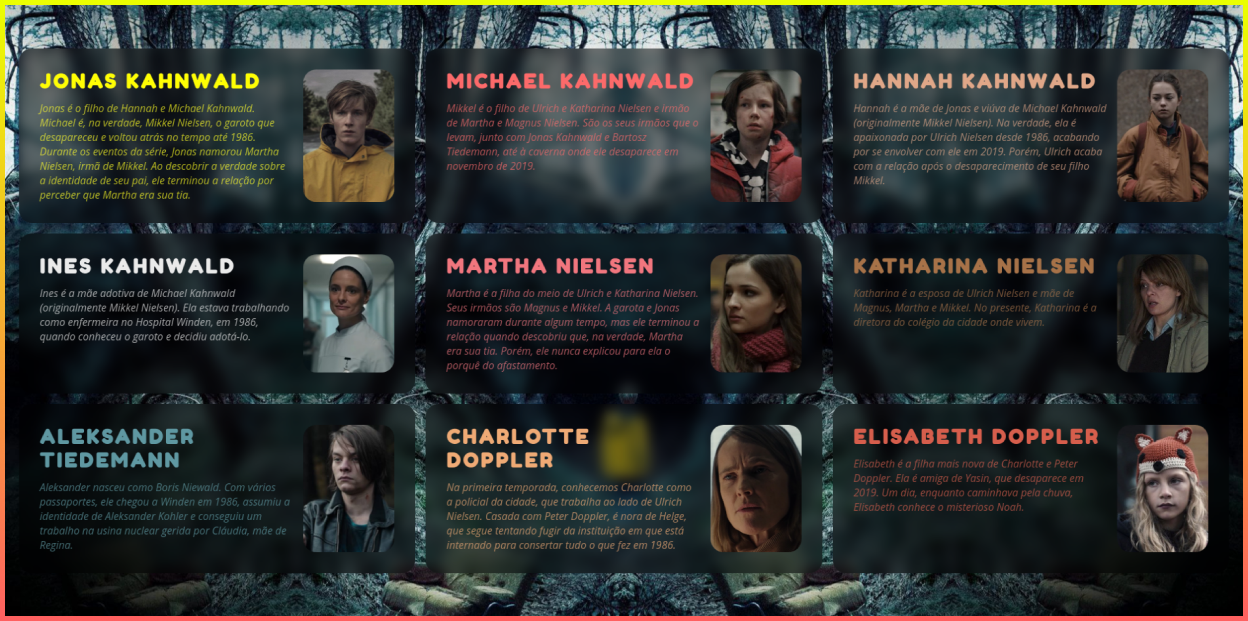 JONAS KAHNWALD
Jonas é o filho de Hannah e Michael Kahnwald.
Michael é, na verdade, Mikkel Nielsen, o garoto que
desapareceu e voltou atrás no tempo até 1986.
Durante os eventos da série, Jonas namorou Martha
Nielsen, irmã de Mikkel. Ao descobrir a verdade sobre
a identidade de seu pai, ele terminou a relação por
perceber que Martha era sua tia.
MICHAEL KAHNWALD
Mikkel é o filho de Ulrich e Katharina Nielsen e irmão
de Martha e Magnus Nielsen. São os seus irmãos que o
levam, junto com Jonas Kahnwald e Bartosz
Tiedemann, até à caverna onde ele desaparece em
novembro de 2019.
HANNAH KAHNWALD
Hannah é a mãe de Jonas e viúva de Michael Kahnwald
(originalmente Mikkel Nielsen). Na verdade, ela é
apaixonada por Ulrich Nielsen desde 1986, acabando
por se envolver com ele em 2019. Porém, Ulrich acaba
com a relação após o desaparecimento de seu filho
Mikkel.
INES KAHNWALD
Ines é a mãe adotiva de Michael Kahnwald
(originalmente Mikkel Nielsen). Ela estava trabalhando
como enfermeira no Hospital Winden, em 1986,
quando conheceu o garoto e decidiu adotá-lo.
MARTHA NIELSEN
Martha é a filha do meio de Ulrich e Katharina Nielsen.
Seus irmãos são Magnus e Mikkel. A garota e Jonas
namoraram durante algum tempo, mas ele terminou a
relação quando descobriu que, na verdade, Martha
era sua tia. Porém, ele nunca explicou para ela o
porquê do afastamento.
KATHARINA NIELSEN
Katharina é a esposa de Ulrich Nielsen e mãe de
Magnus, Martha e Mikkel. No presente, Katharina é a
diretora do colégio da cidade onde vivem.
ALEKSANDER
TIEDEMANN
Aleksander nasceu como Boris Niewald. Com vários
passaportes, ele chegou a Winden em 1986, assumiu a
identidade de Aleksander Kohler e conseguiu um
trabalho na usina nuclear gerida por Cláudia, mãe de
Regina.
CHARLOTTE
DOPPLER
Na primeira temporada, conhecemos Charlotte como
a policial da cidade, que trabalha ao lado de Ulrich
Nielsen. Casada com Peter Doppler, é nora de Helge,
que segue tentando fugir da instituição em que está
internado para consertar tudo o que fez em 1986.
ELISABETH DOPPLER
Elisabeth é a filha mais nova de Charlotte e Peter
Doppler. Ela é amiga de Yasin, que desaparece em
2019. Um dia, enquanto caminhava pela chuva,
Elisabeth conhece o misterioso Noah.